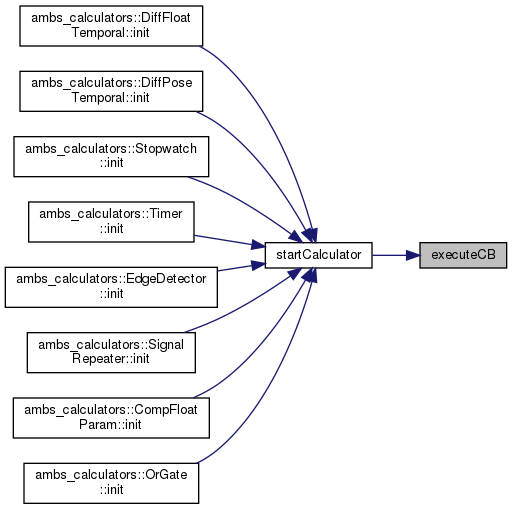 ambs_calculators::DiffFloat
Temporal::init
ambs_calculators::DiffPose
Temporal::init
ambs_calculators::Stopwatch
::init
ambs_calculators::Timer
::init
ambs_calculators::EdgeDetector
::init
ambs_calculators::Signal
Repeater::init
ambs_calculators::CompFloat
Param::init
ambs_calculators::OrGate
::init
startCalculator
executeCB